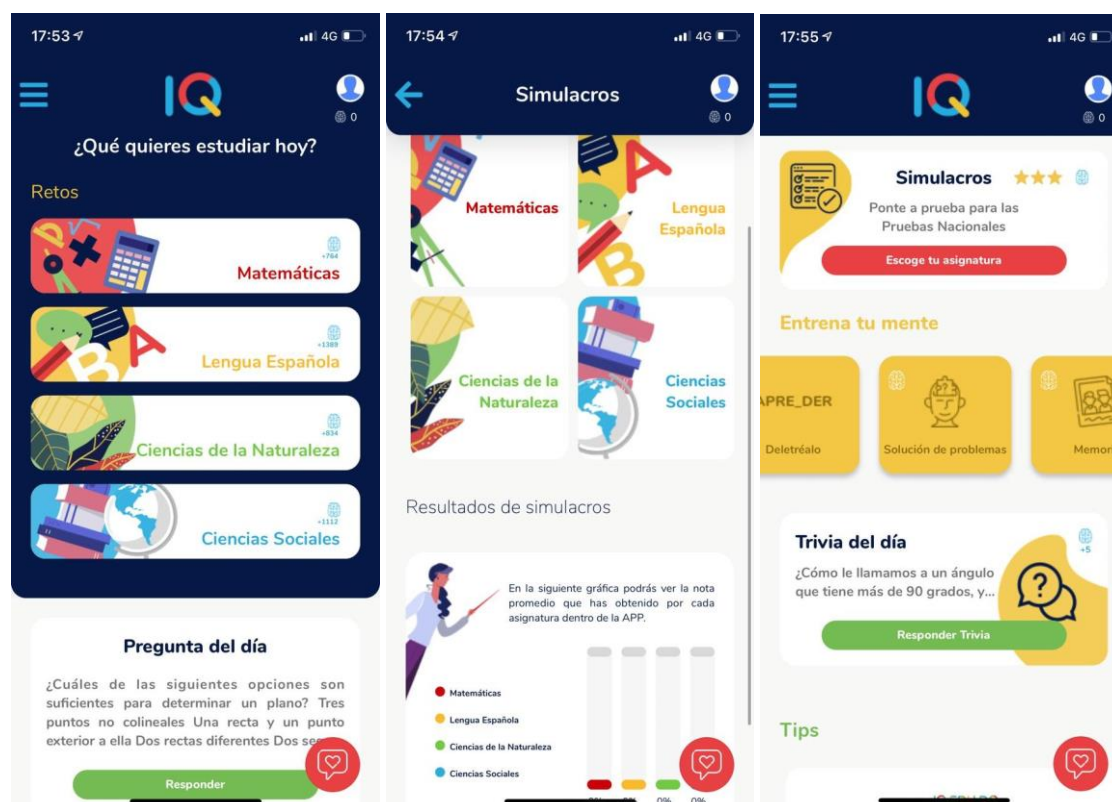 17:53
4G
IQ
0
¿Qué quieres estudiar hoy?
Retos
+764
Matemáticas
+1389
Lengua Española
+834
Ciencias de la Naturaleza
+1112
Ciencias Sociales
Pregunta del día
¿Cuáles de las siguientes opciones son
suficientes para determinar un plano? Tres
puntos no colineales Una recta y un punto
exterior a ella Dos rectas diferentes Dos
Responder
17:54
4G
Simulacros
0
Matemáticas
Lengua
Española
Ciencias de la
Naturaleza
Ciencias
Sociales
Resultados de simulacros
En la siguiente gráfica podrás ver la nota
promedio que has obtenido por cada
asignatura dentro de la APP.
Matemáticas
Lengua Española
Ciencias de la Naturaleza
Ciencias Sociales
0% 0%
17:55
4G
IQ
0
Simulacros
Ponte a prueba para las
Pruebas Nacionales
Escoge tu asignatura
Entrena tu mente
APRE_DER
Deletréalo
Solución de problemas
Memor
Trivia del día
+5
¿Cómo le llamamos a un ángulo
que tiene más de 90 grados, y...
Responder Trivia
Tips